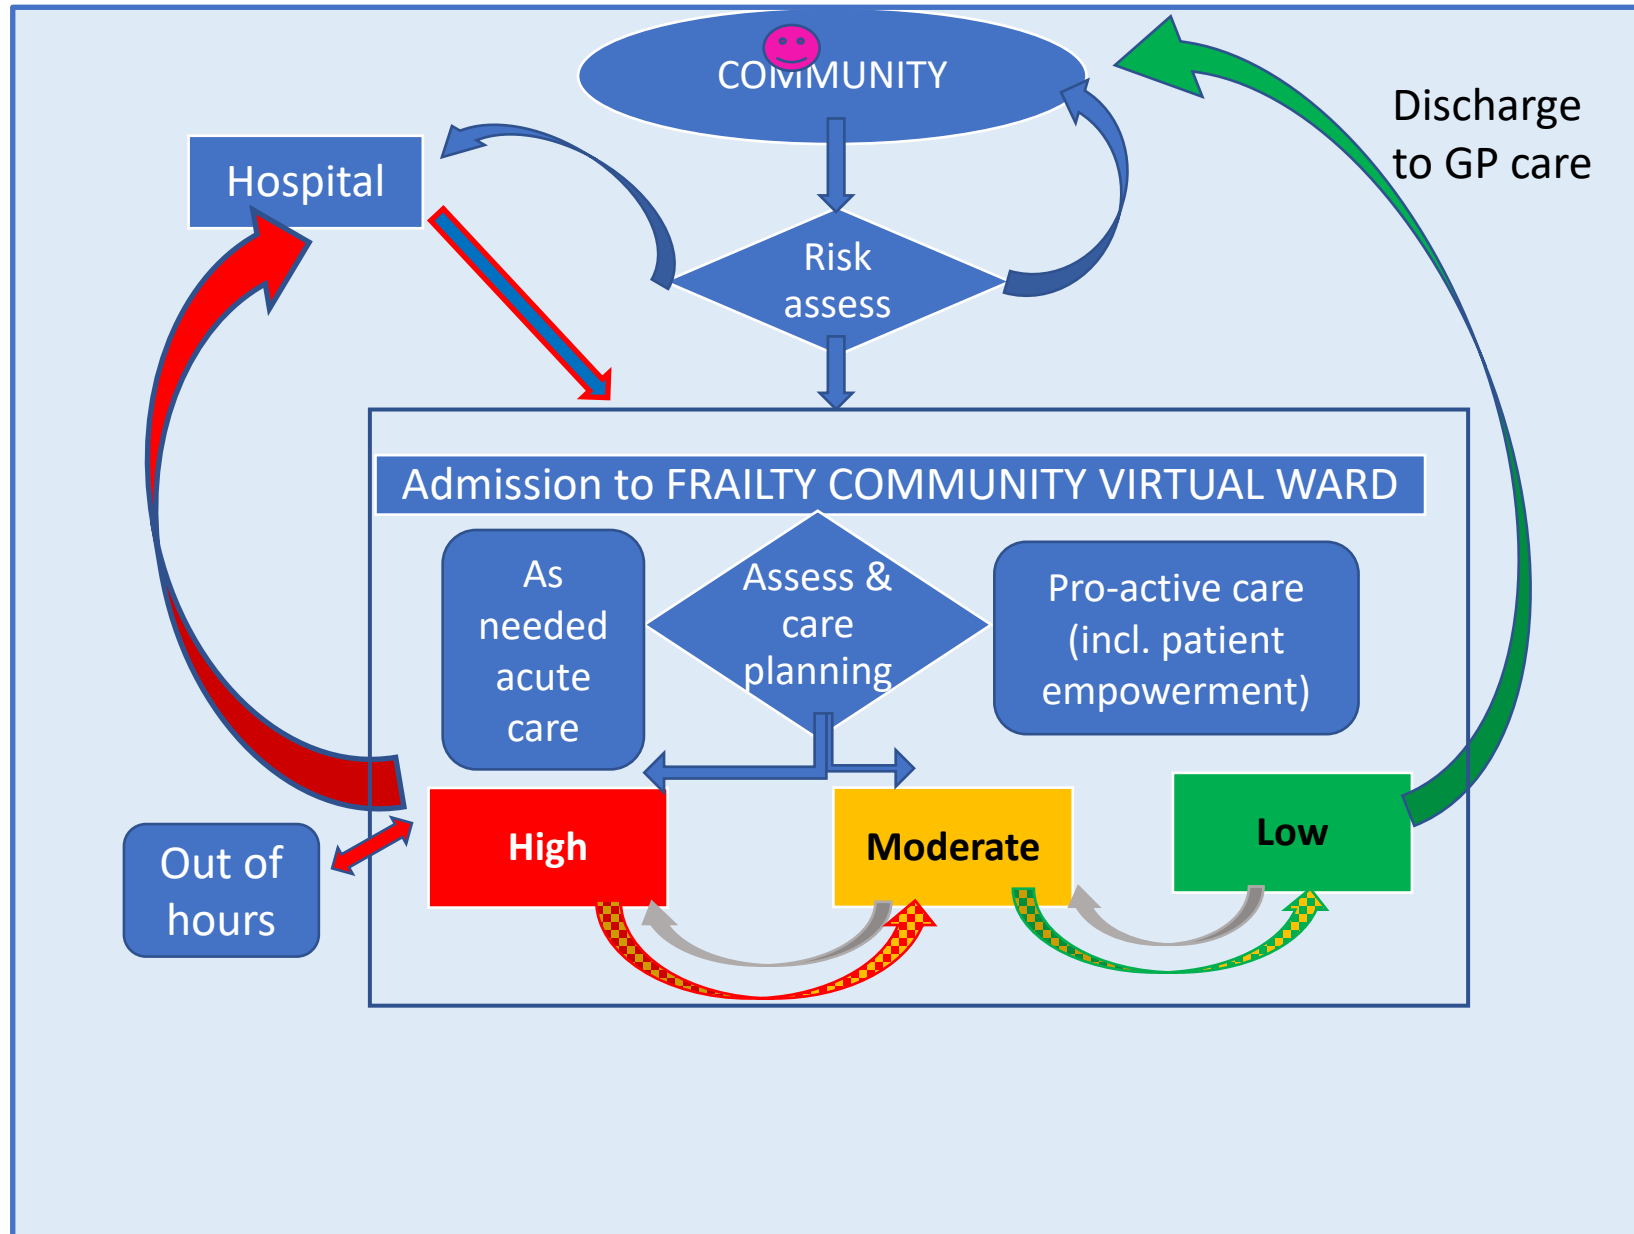 COMMUNITY
Discharge
to GP care
Hospital
Risk
assess
Admission to FRAILTY COMMUNITY VIRTUAL WARD
As
needed
acute
care
Assess &
care
planning
Pro-active care
(incl. patient
empowerment)
High
Moderate
Low
Out of
hours